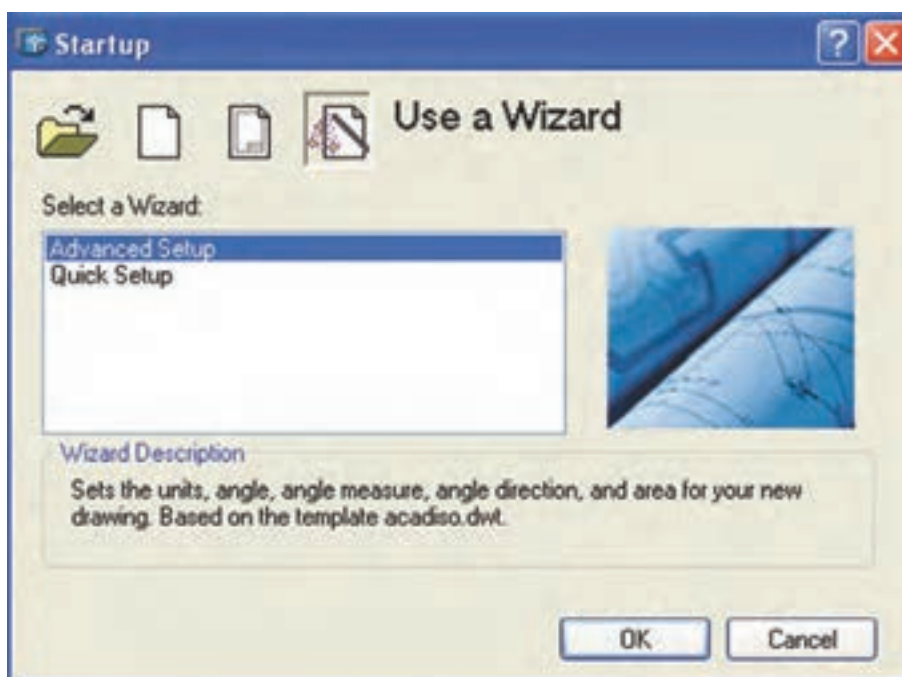 Startup
Use a Wizard
Select a Wizard:
Advanced Setup
Quick Setup
Wizard Description
Sets the units, angle, angle measure, angle direction, and area for your new
drawing. Based on the template acadiso.dwt.
OK
Cancel